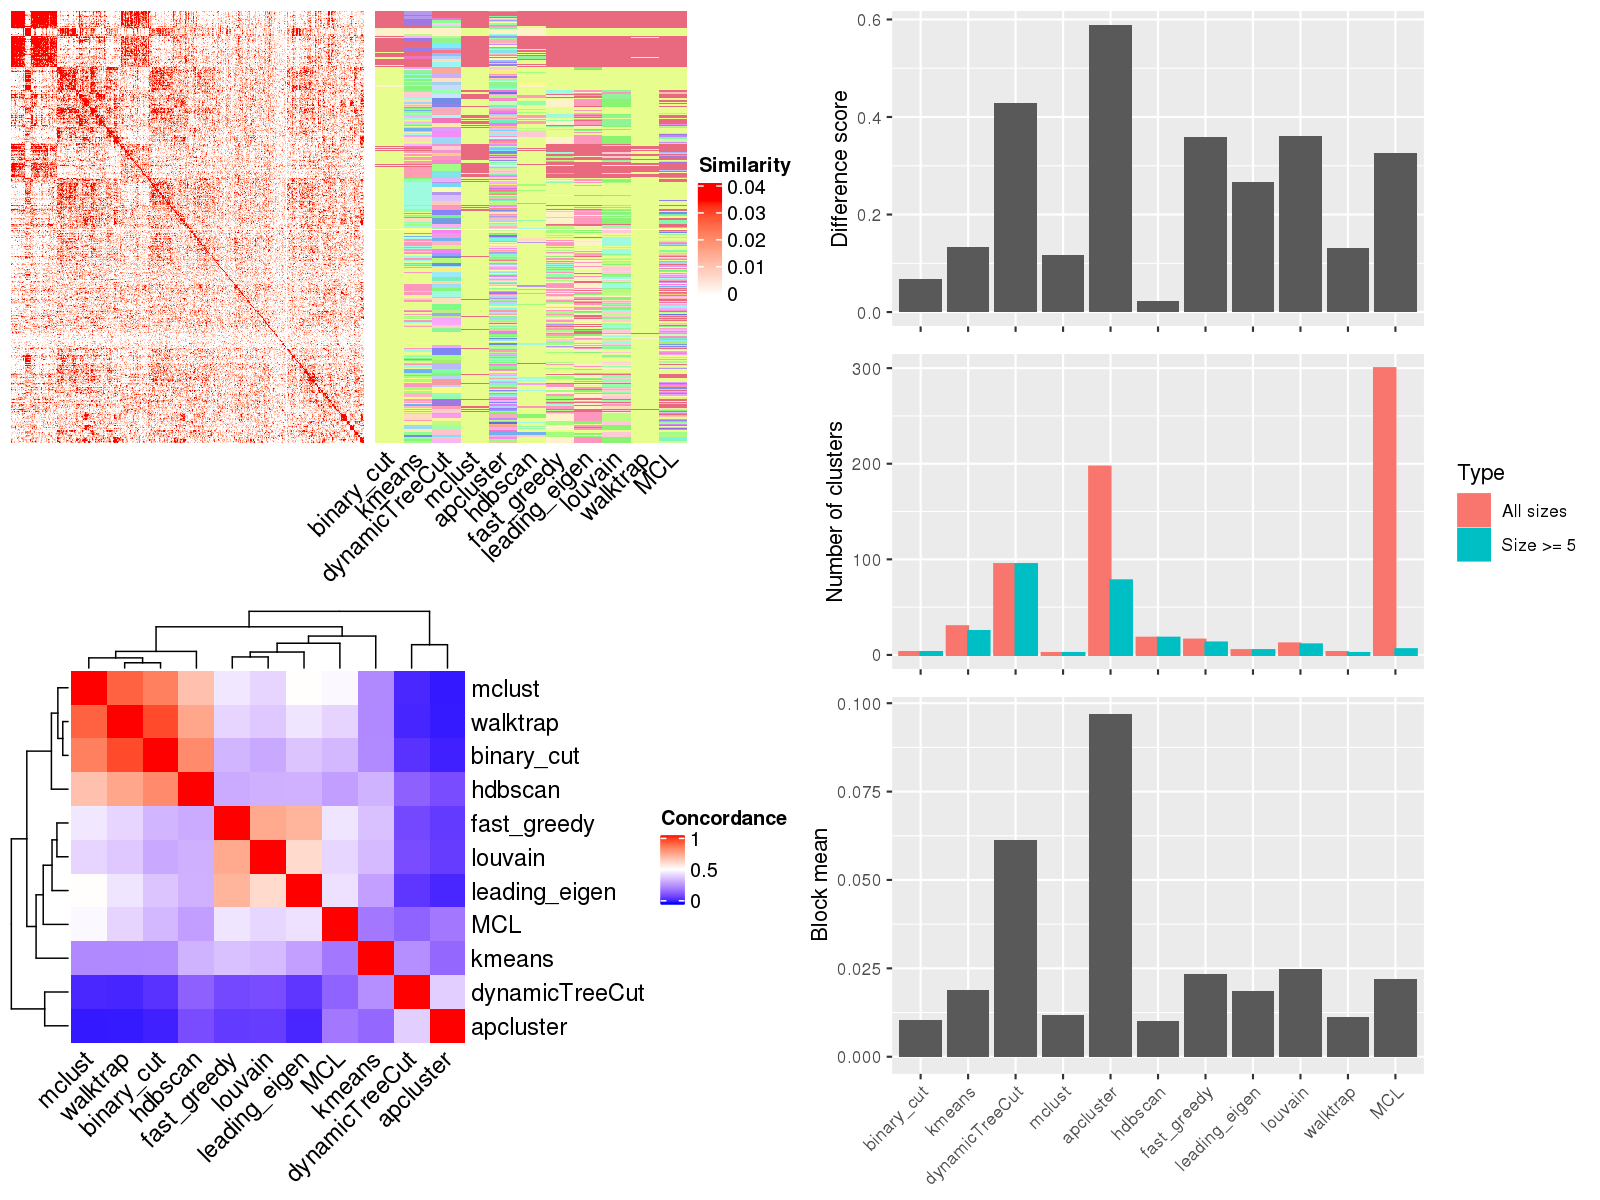 Similarity
0.04
0.03
0.02
0.01
0
binary_cut
kmeans
dynamicTreeCut
mclust
apcluster
hdbscan
fast_greedy
leading_eigen
louvain
walktrap
MCL
mclust
walktrap
binary_cut
hdbscan
fast_greedy
louvain
leading_eigen
MCL
kmeans
dynamicTreeCut
apcluster
mclust
walktrap
binary_cut
hdbscan
fast_greedy
louvain
leading_eigen
MCL
kmeans
dynamicTreeCut
apcluster
Concordance
1
0.5
0
Difference score
0.6
0.4
0.2
0.0
Number of clusters
300
200
100
0
Type
All sizes
Size >= 5
Block mean
0.100
0.075
0.050
0.025
0.000
binary_cut
kmeans
dynamicTreeCut
mclust
apcluster
hdbscan
fast_greedy
leading_eigen
louvain
walktrap
MCL